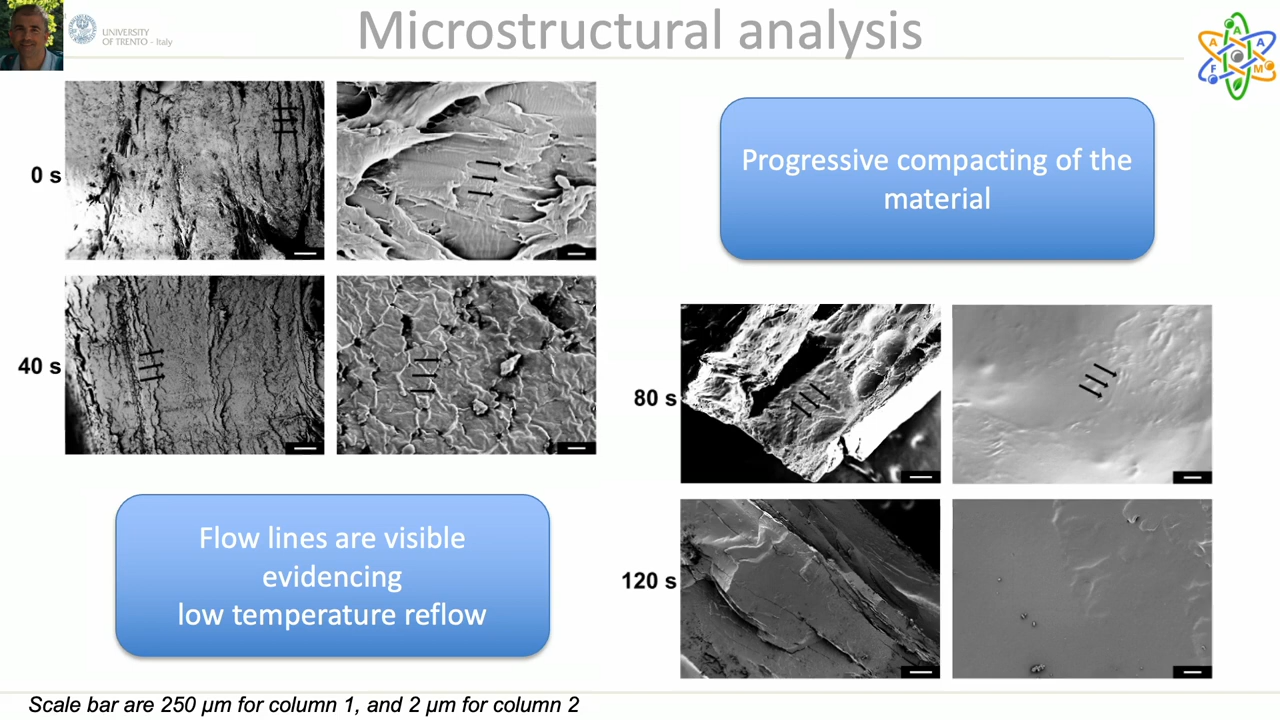 UNIVERSITY
OF TRENTO - Italy
Microstructural analysis
A
A
A
F
M
0 s
Progressive compacting of the
material
40 s
80 s
Flow lines are visible
evidencing
low temperature reflow
120 s
Scale bar are 250 µm for column 1, and 2 µm for column 2